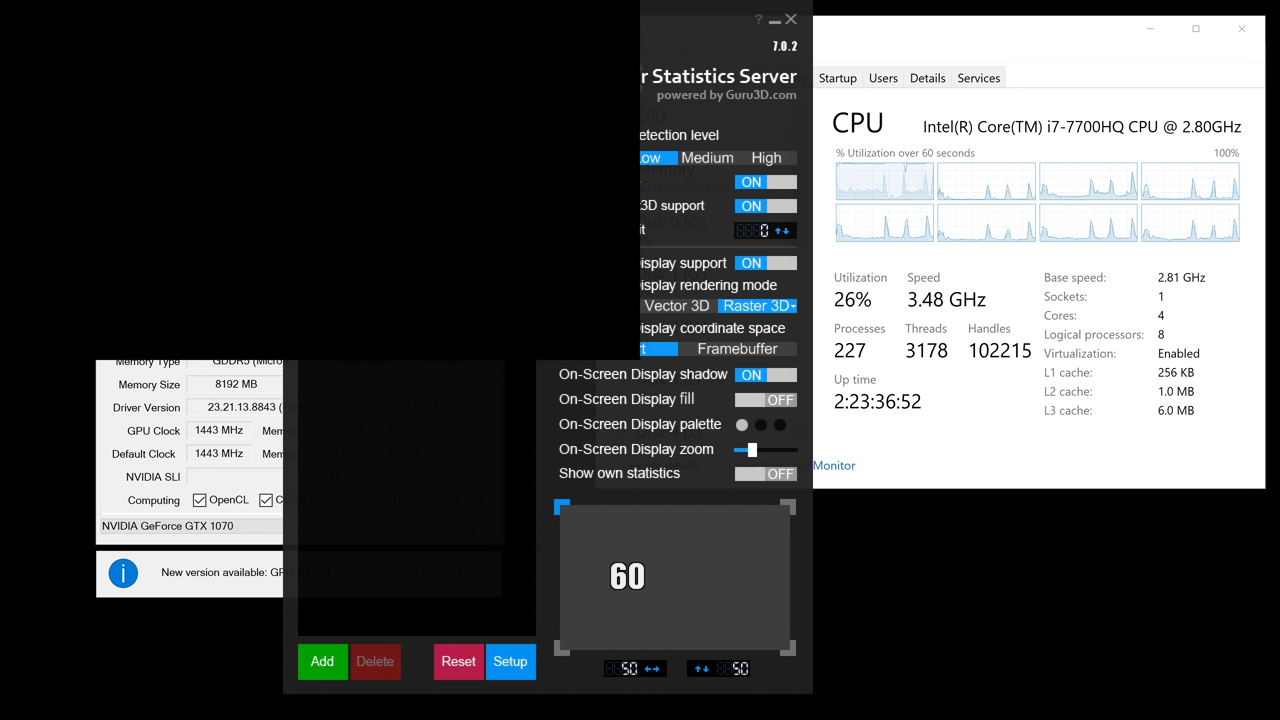 ?
7.0.2
r Statistics Server
powered by Guru3D.com
etection level
ow Medium High
ON
3D support ON
0
isplay support ON
isplay rendering mode
Vector 3D Raster 3D
isplay coordinate space
t Framebuffer
On-Screen Display shadow ON
On-Screen Display fill OFF
On-Screen Display palette
On-Screen Display zoom
Show own statistics OFF
60
50 50
Add Delete Reset Setup
Startup Users Details Services
CPU Intel(R) Core(TM) i7-7700HQ CPU @ 2.80GHz
% Utilization over 60 seconds 100%
Utilization Speed
26% 3.48 GHz
Processes Threads Handles
227 3178 102215
Up time
2:23:36:52
Base speed: 2.81 GHz
Sockets: 1
Cores: 4
Logical processors: 8
Virtualization: Enabled
L1 cache: 256 KB
L2 cache: 1.0 MB
L3 cache: 6.0 MB
Monitor
Memory Type GDDR5 (Micro
Memory Size 8192 MB
Driver Version 23.21.13.8843 (
GPU Clock 1443 MHz Mem
Default Clock 1443 MHz Mem
NVIDIA SLI
Computing OpenCL C
NVIDIA GeForce GTX 1070
New version available: GP